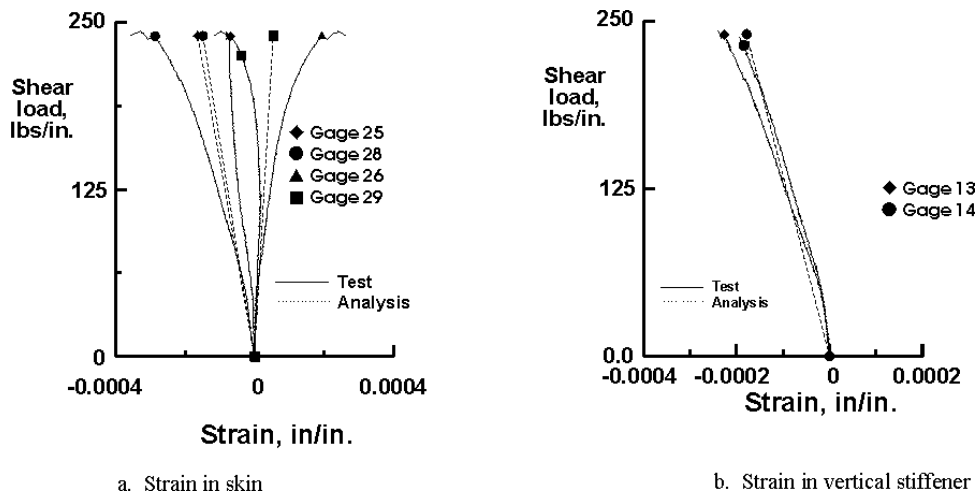 250
Shear
load,
lbs/in.
125
0
-0.0004
0
0.0004
Strain, in/in.
Gage 25
Gage 28
Gage 26
Gage 29
Test
Analysis
a. Strain in skin
250
Shear
load,
lbs/in.
125
0.0
-0.0004
-0.0002
0
0.0002
Strain, in/in.
Gage 13
Gage 14
Test
Analysis
b. Strain in vertical stiffener